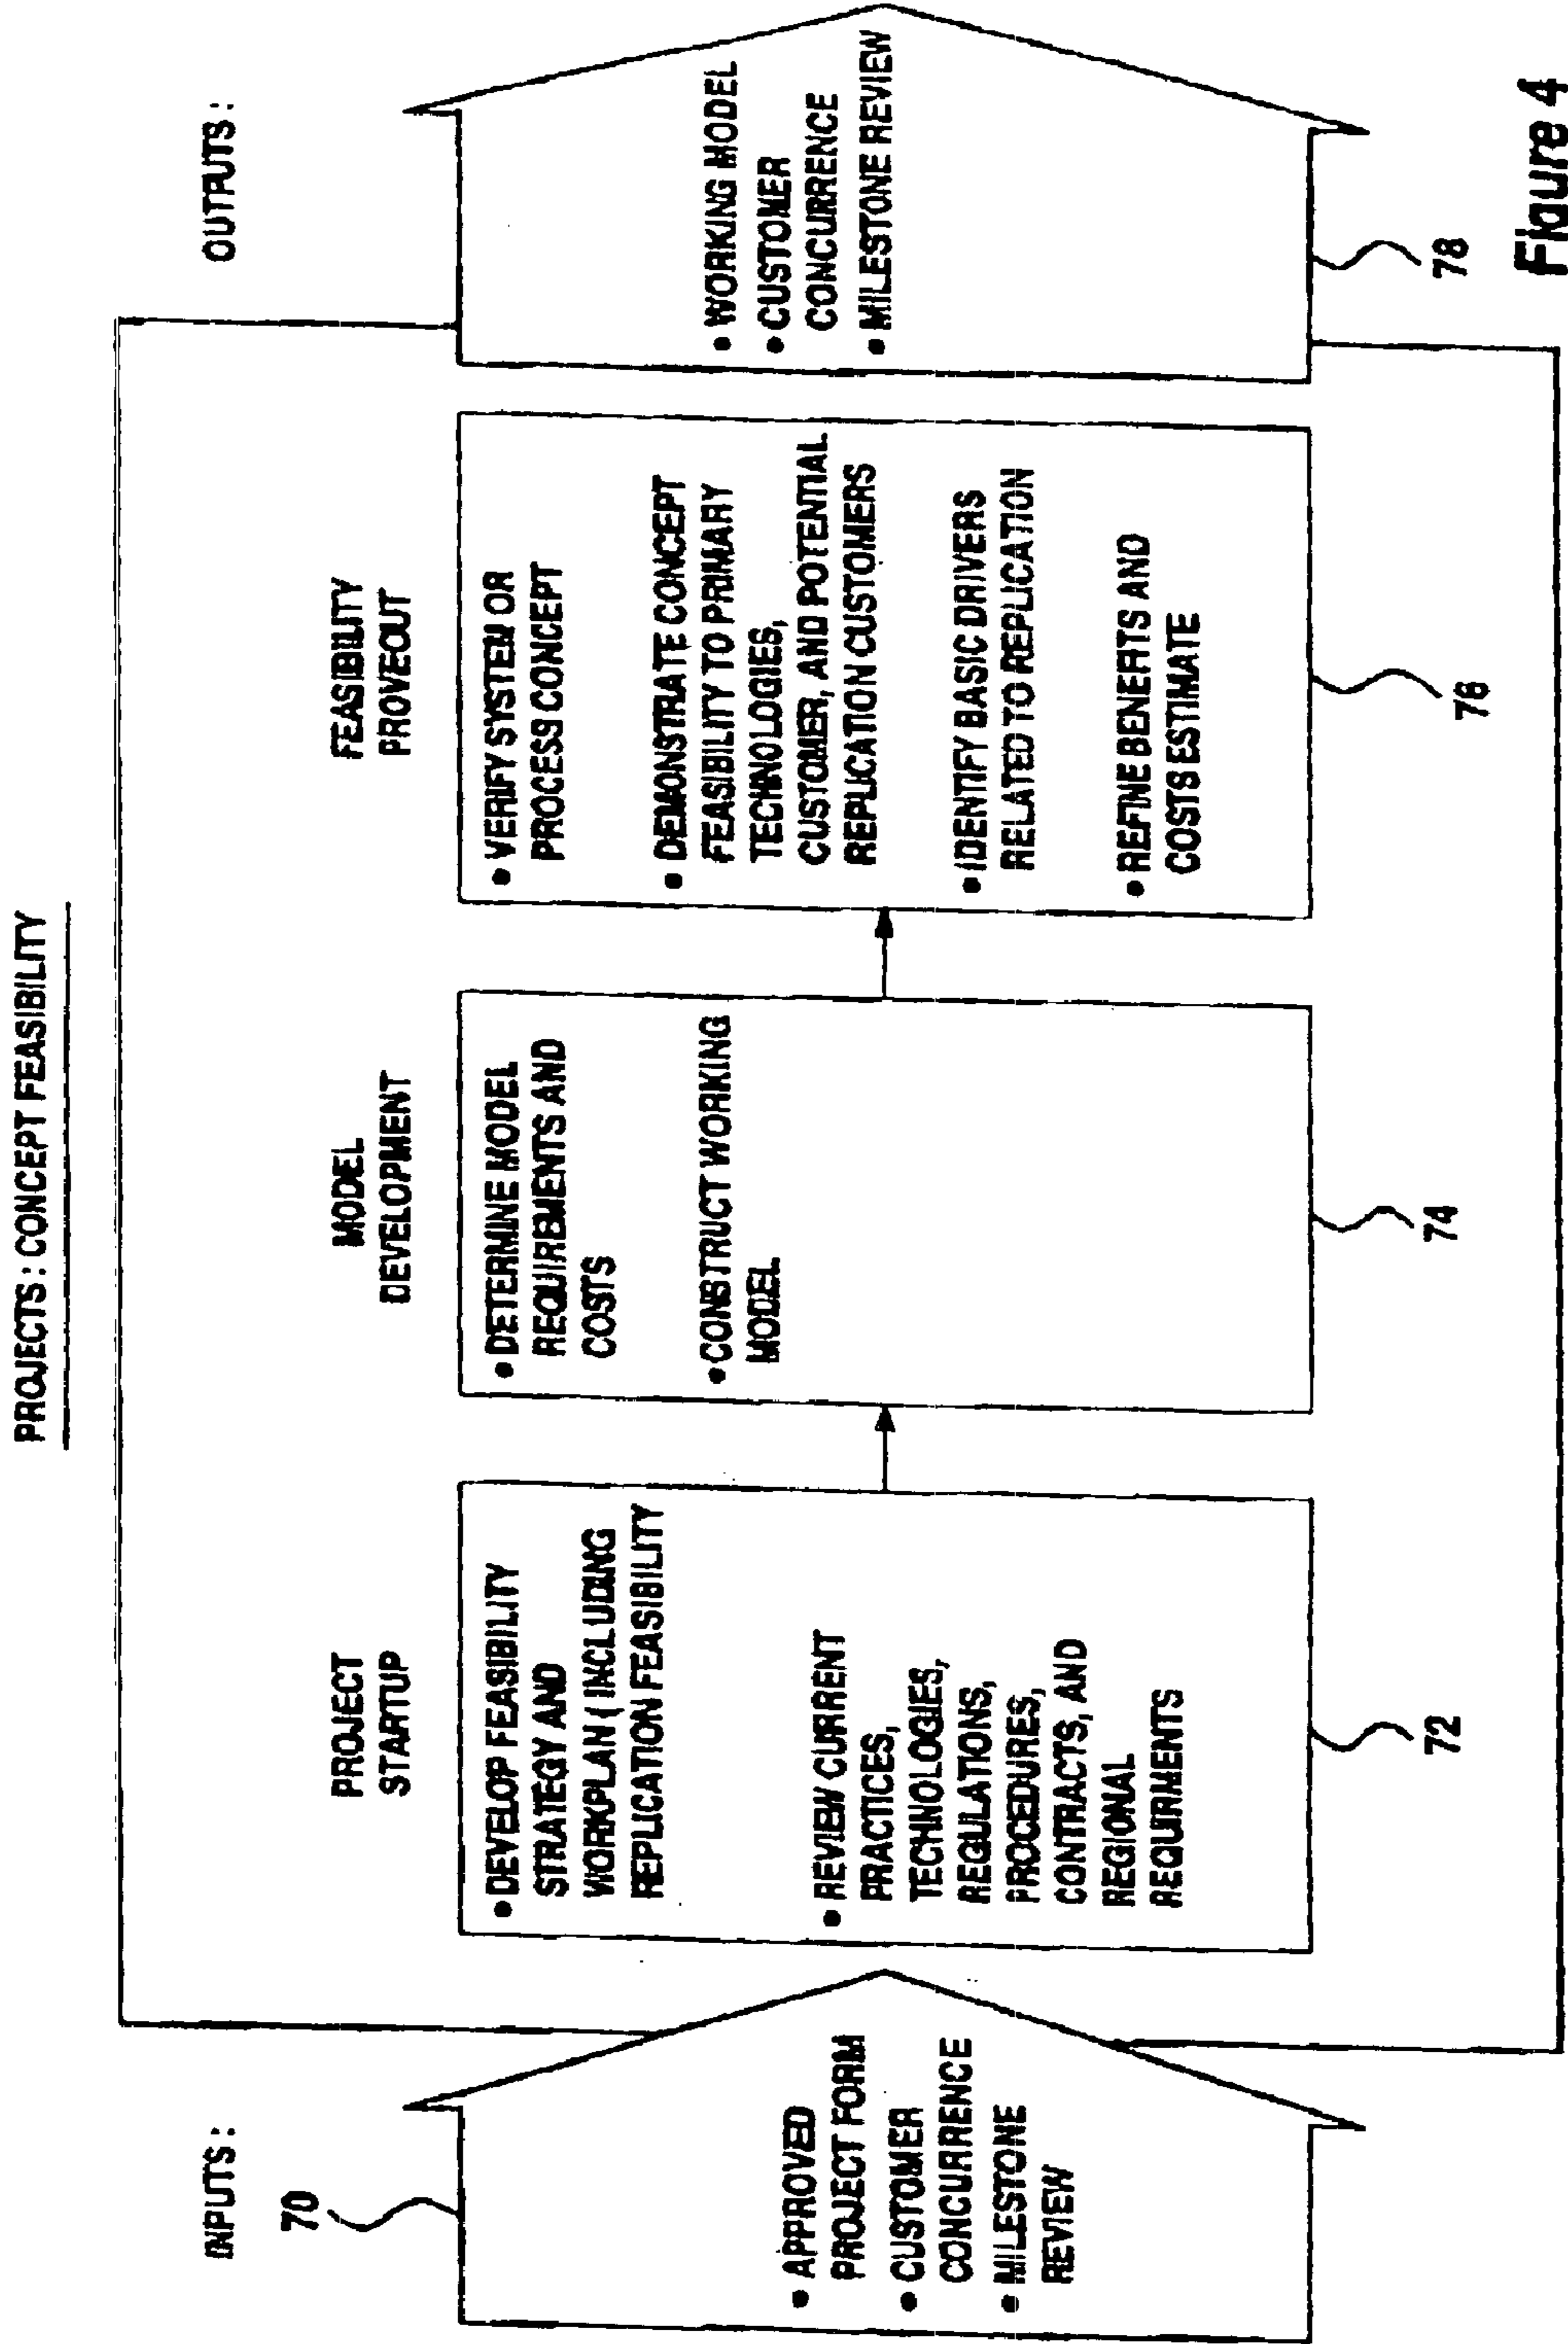 PROJECTS : CONCEPT FEASIBILITY
INPUTS :
70
• APPROVED
PROJECT FORM
• CUSTOMER
CONCURRENCE
• MILESTONE
REVIEW
PROJECT
STARTUP
• DEVELOP FEASIBILITY
STRATEGY AND
WORKPLAN ( INCLUDING
REPLICATION FEASIBILITY
• REVIEW CURRENT
PRACTICES,
TECHNOLOGIES,
REGULATIONS,
PROCEDURES,
CONTRACTS, AND
REGIONAL
REQUIRMENTS
72
MODEL
DEVELOPMENT
• DETERMINE MODEL
REQUIREMENTS AND
COSTS
• CONSTRUCT WORKING
MODEL
74
FEASIBILITY
PROVEOUT
• VERIFY SYSTEM OR
PROCESS CONCEPT
• DEMONSTRATE CONCEPT
FEASIBILITY TO PRIMARY
TECHNOLOGIES,
CUSTOMER, AND POTENTIAL
REPLICATION CUSTOMERS
• IDENTIFY BASIC DRIVERS
RELATED TO REPLICATION
• REFINE BENEFITS AND
COSTS ESTIMATE
76
OUTPUTS :
• WORKING MODEL
• CUSTOMER
CONCURRENCE
• MILESTONE REVIEW
78
Figure 4